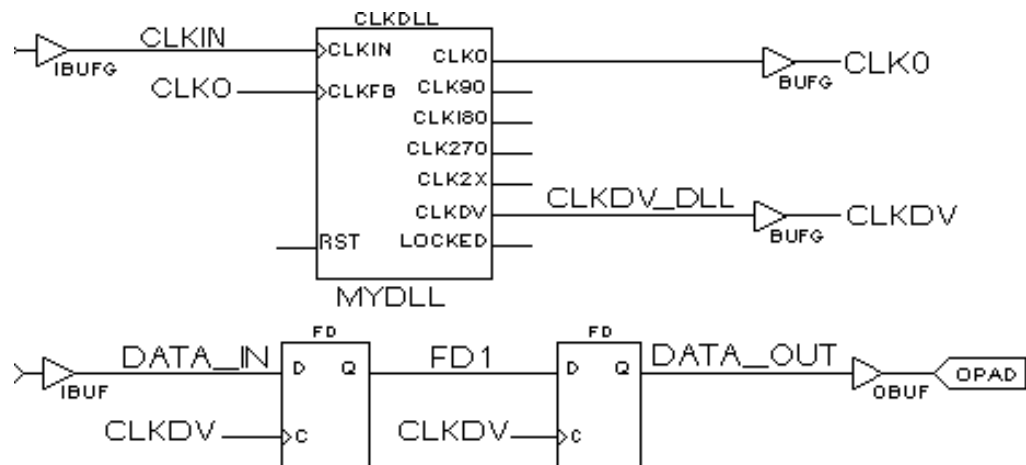 CLKDLL
CLKIN
IBUFG
CLKIN
CLK0
CLKFB
CLK0
CLK90
CLK180
CLK270
CLK2X
CLKDV
LOCKED
RST
BUFG
CLK0
CLKDV_DLL
BUFG
CLKDV
MYDLL
FD
FD
DATA_IN
IBUF
D
Q
FD1
D
Q
DATA_OUT
OBUF
OPAD
CLKDV
C
CLKDV
C